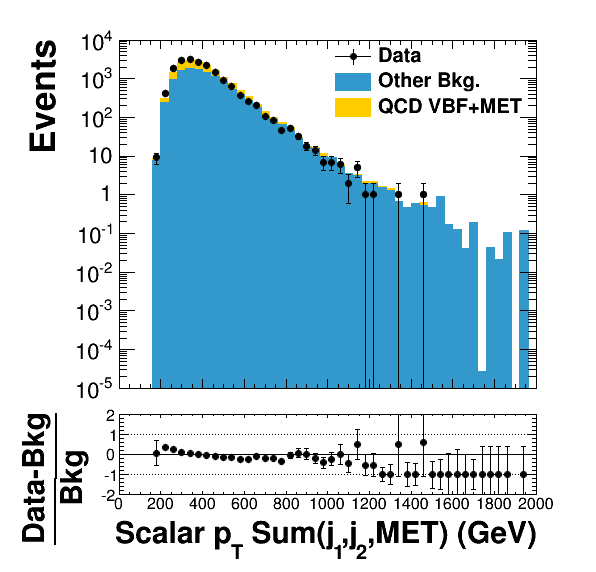 Events
10^4
10^3
10^2
10
1
10^-1
10^-2
10^-3
10^-4
10^-5
Data
Other Bkg.
QCD VBF+MET
Data-Bkg
Bkg
2
1
0
-1
-2
0 200 400 600 800 1000 1200 1400 1600 1800 2000
Scalar p_T Sum(j_1,j_2,MET) (GeV)